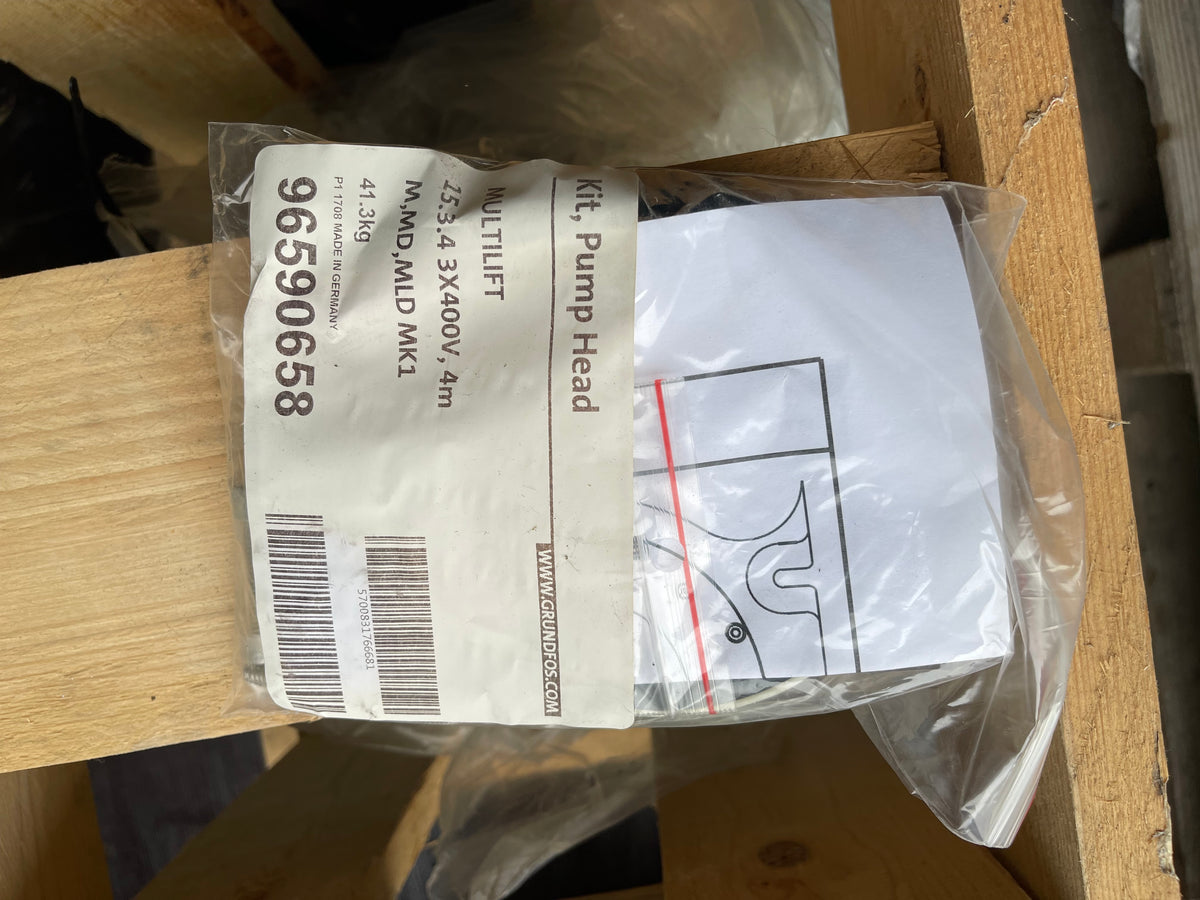 Kit, Pump Head
WWW.GRUNDFOS.COM
MULTILIFT
25.3.4 3X400V, 4m
M,MD,MLD MK1
41.3kg
P1 1708 MADE IN GERMANY
96590658
5700831766681